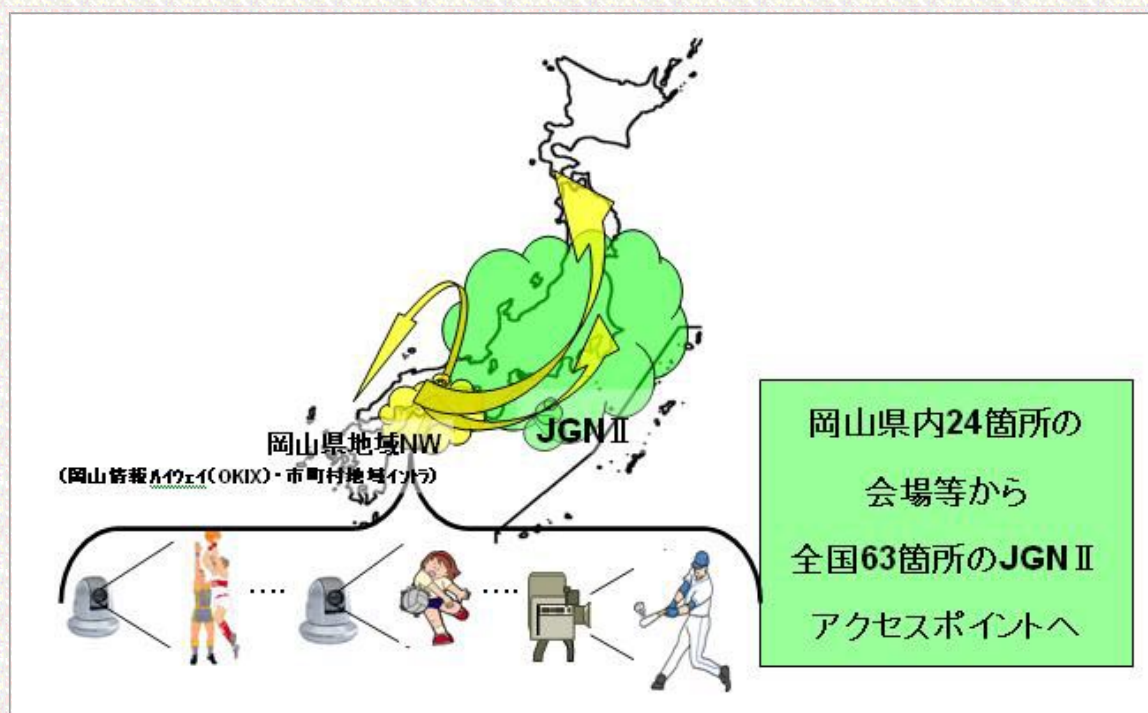 JGNⅡ
岡山県地域NW
(岡山情報ハイウェイ(OKIX)・市町村地域イントラ)
‥‥
‥‥
岡山県内24箇所の
会場等から
全国63箇所のJGNⅡ
アクセスポイントへ